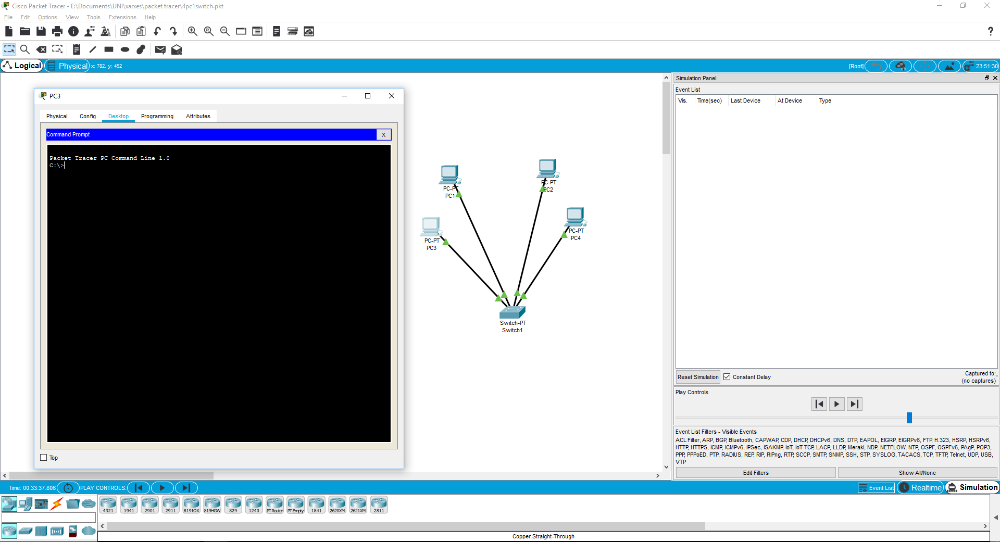 Cisco Packet Tracer - E:\Documents\UNI\xarxes\packet tracer\4pc1switch.pkt
File Edit Options View Tools Extensions Help
Logical Physical x: 782, y: 492 [Root] 23:51:30
PC3
Physical Config Desktop Programming Attributes
Command Prompt X
Packet Tracer PC Command Line 1.0
C:\>
Top
PC-PT
PC1
PC-PT
PC2
PC-PT
PC3
PC-PT
PC4
Switch-PT
Switch1
Simulation Panel
Event List
Vis. Time(sec) Last Device At Device Type
Reset Simulation Constant Delay Captured to:
(no captures)
Play Controls
Event List Filters - Visible Events
ACL Filter, ARP, BGP, Bluetooth, CAPWAP, CDP, DHCP, DHCPv6, DNS, DTP, EAPOL, EIGRP, EIGRPv6, FTP, H.323, HSRP, HSRPv6,
HTTP, HTTPS, ICMP, ICMPv6, IPSec, ISAKMP, IoT, IoT TCP, LACP, LLDP, Meraki, NDP, NETFLOW, NTP, OSPF, OSPFv6, PAgP, POP3,
PPP, PPPoED, PTP, RADIUS, REP, RIP, RIPng, RTP, SCCP, SMTP, SNMP, SSH, STP, SYSLOG, TACACS, TCP, TFTP, Telnet, UDP, USB,
VTP
Edit Filters Show All/None
Time: 00:33:37.806 PLAY CONTROLS: Event List Realtime Simulation
4321 1941 2901 2911 819IOX 819HGW 829 1240 PT-Router PT-Empty 1841 2620XM 2621XM 2811
Copper Straight-Through